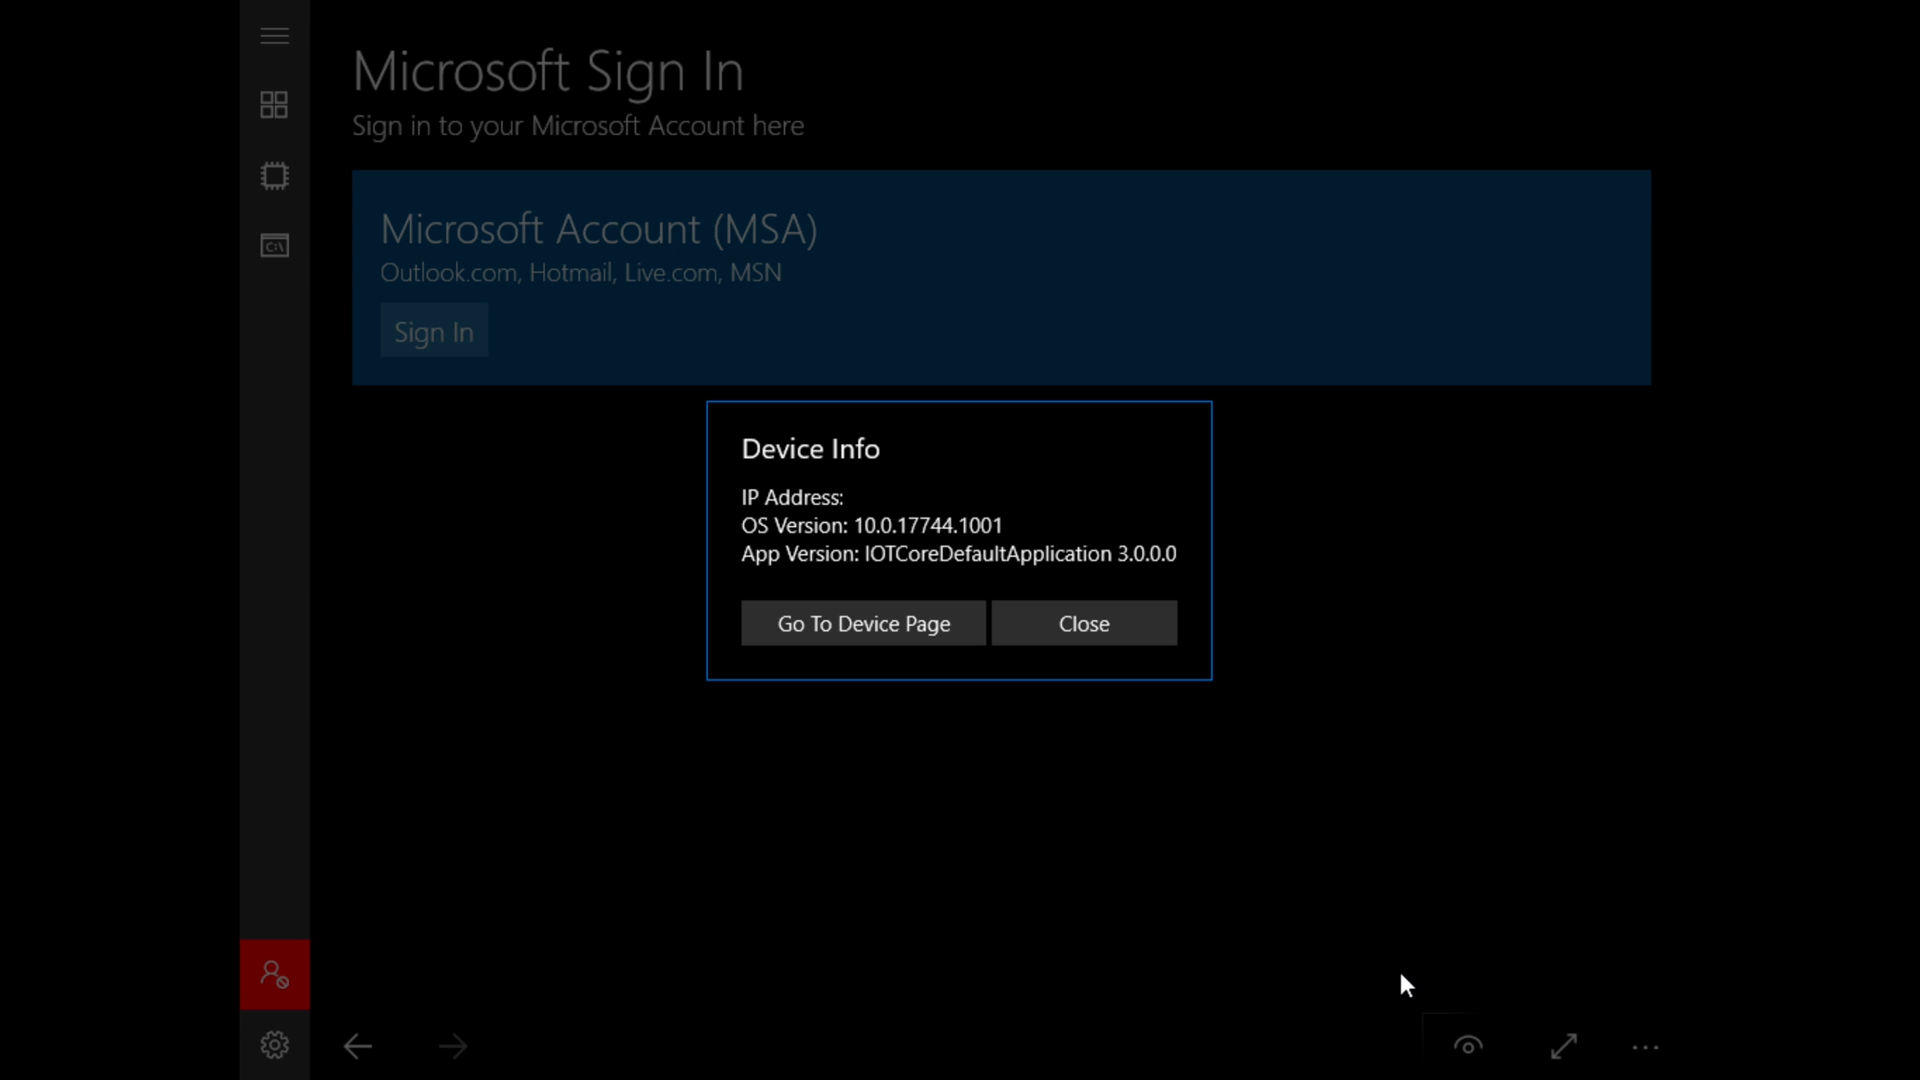 Microsoft Sign In
Sign in to your Microsoft Account here
Microsoft Account (MSA)
Outlook.com, Hotmail, Live.com, MSN
Sign In
C:\
Device Info
IP Address:
OS Version: 10.0.17744.1001
App Version: IOTCoreDefaultApplication 3.0.0.0
Go To Device Page
Close